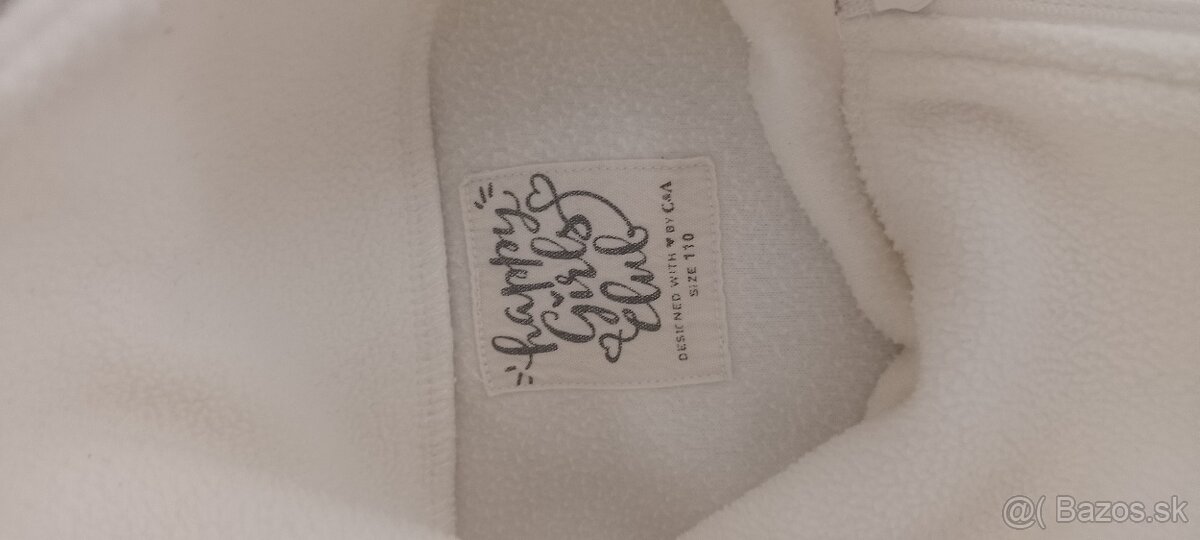 happy
Girls
Club
DESIGNED WITH ♥ BY C&A
SIZE 110
@( Bazos.sk